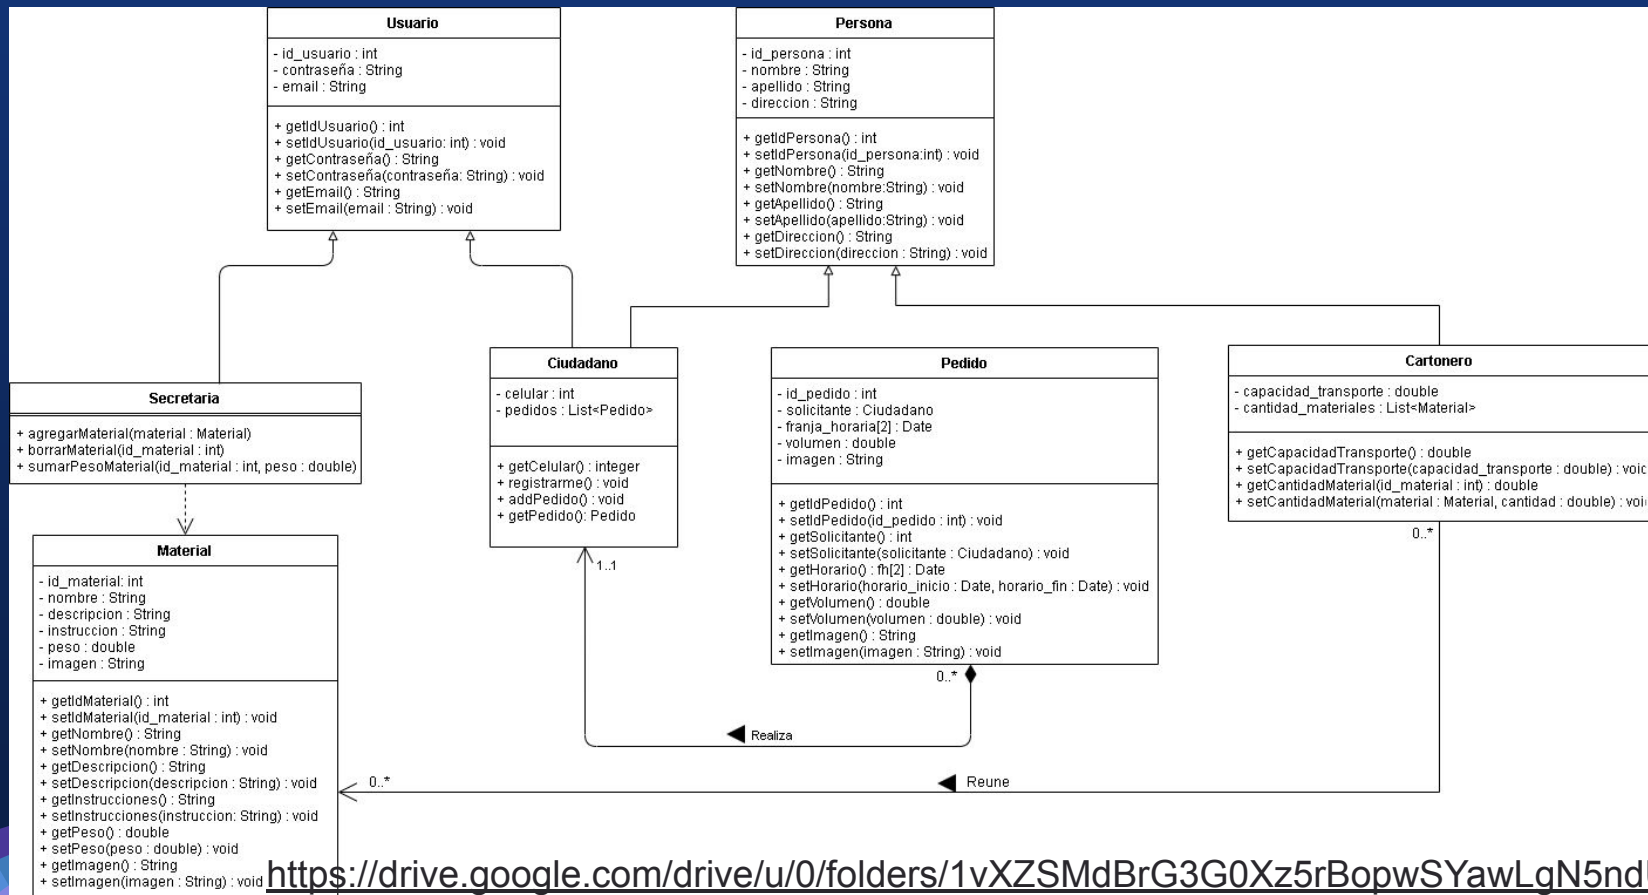 Usuario
- id_usuario : int
- contraseña : String
- email : String
+ getIdUsuario() : int
+ setIdUsuario(id_usuario: int) : void
+ getContraseña() : String
+ setContraseña(contraseña: String) : void
+ getEmail() : String
+ setEmail(email : String) : void
Persona
- id_persona : int
- nombre : String
- apellido : String
- direccion : String
+ getIdPersona() : int
+ setIdPersona(id_persona:int) : void
+ getNombre() : String
+ setNombre(nombre:String) : void
+ getApellido() : String
+ setApellido(apellido:String) : void
+ getDireccion() : String
+ setDireccion(direccion : String) : void
Secretaria
+ agregarMaterial(material : Material)
+ borrarMaterial(id_material : int)
+ sumarPesoMaterial(id_material : int, peso : double)
Ciudadano
- celular : int
- pedidos : List<Pedido>
+ getCelular() : integer
+ registrarme() : void
+ addPedido() : void
+ getPedido(): Pedido
1..1
Pedido
- id_pedido : int
- solicitante : Ciudadano
- franja_horaria[2] : Date
- volumen : double
- imagen : String
+ getIdPedido() : int
+ setIdPedido(id_pedido : int) : void
+ getSolicitante() : int
+ setSolicitante(solicitante : Ciudadano) : void
+ getHorario() : fh[2] : Date
+ setHorario(horario_inicio : Date, horario_fin : Date) : void
+ getVolumen() : double
+ setVolumen(volumen : double) : void
+ getImagen() : String
+ setImagen(imagen : String) : void
0..*
Cartonero
- capacidad_transporte : double
- cantidad_materiales : List<Material>
+ getCapacidadTransporte() : double
+ setCapacidadTransporte(capacidad_transporte : double) : voic
+ getCantidadMaterial(id_material : int) : double
+ setCantidadMaterial(material : Material, cantidad : double) : voi
0..*
Material
- id_material: int
- nombre : String
- descripcion : String
- instruccion : String
- peso : double
- imagen : String
+ getIdMaterial() : int
+ setIdMaterial(id_material : int) : void
+ getNombre() : String
+ setNombre(nombre : String) : void
+ getDescripcion() : String
+ setDescripcion(descripcion : String) : void
+ getInstrucciones() : String
+ setInstrucciones(instruccion: String) : void
+ getPeso() : double
+ setPeso(peso : double) : void
+ getImagen() : String
+ setImagen(imagen : String) : void
Realiza
0..*
Reune
https://drive.google.com/drive/u/0/folders/1vXZSMdBrG3G0Xz5rBopwSYawLgN5nd